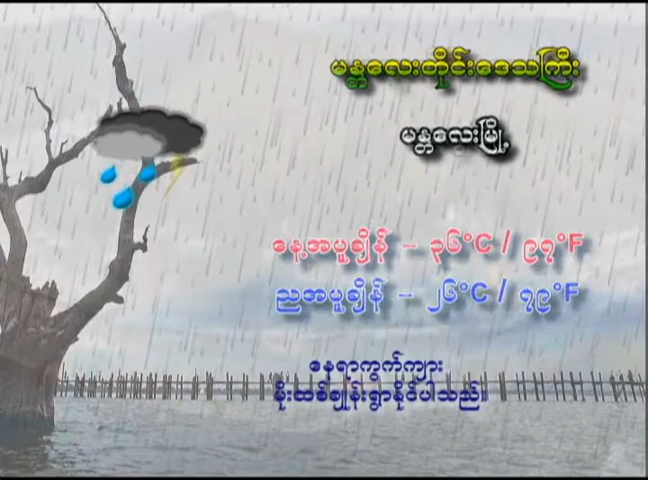 မန္တလေးတိုင်းဒေသကြီး
မန္တလေးမြို့
နေ့အပူချိန် – ၃၆°C / ၉၇°F
ညအပူချိန် – ၂၆°C / ၇၉°F
နေရာကွက်ကျား
မိုးထစ်ချုန်းရွာနိုင်ပါသည်။